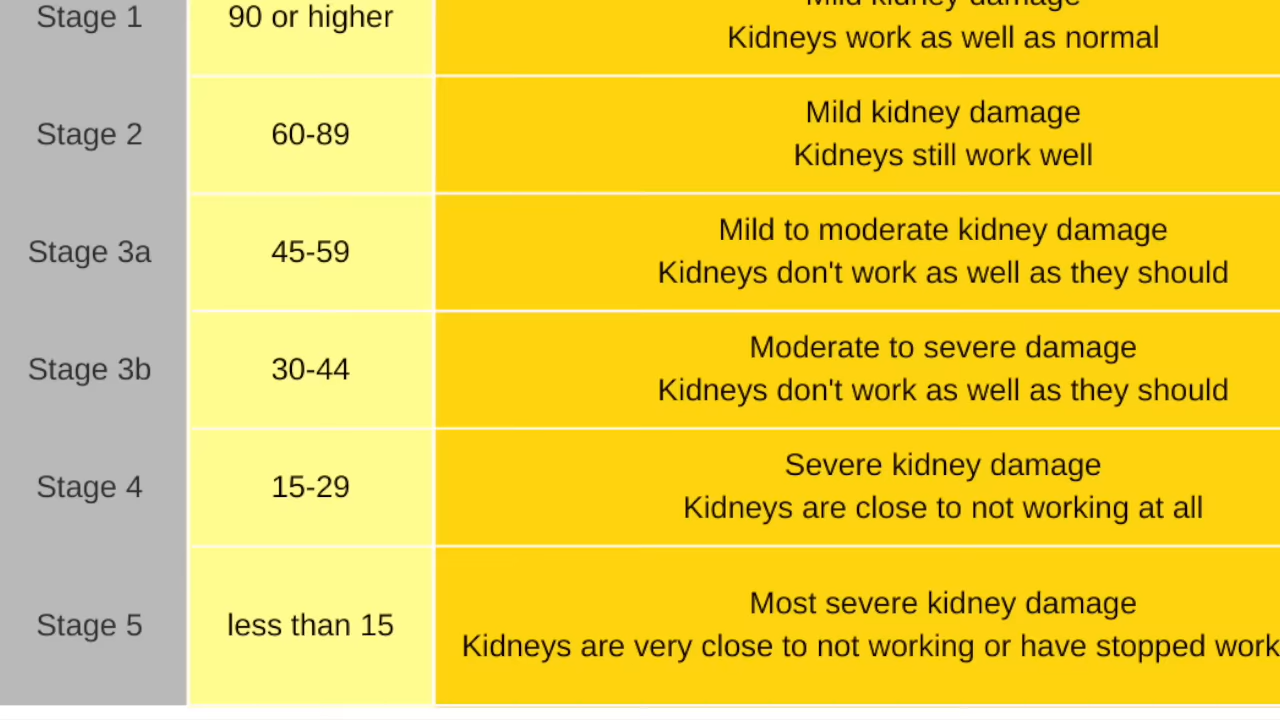 Stage 1
90 or higher
Mild kidney damage
Kidneys work as well as normal
Stage 2
60-89
Mild kidney damage
Kidneys still work well
Stage 3a
45-59
Mild to moderate kidney damage
Kidneys don't work as well as they should
Stage 3b
30-44
Moderate to severe damage
Kidneys don't work as well as they should
Stage 4
15-29
Severe kidney damage
Kidneys are close to not working at all
Stage 5
less than 15
Most severe kidney damage
Kidneys are very close to not working or have stopped work